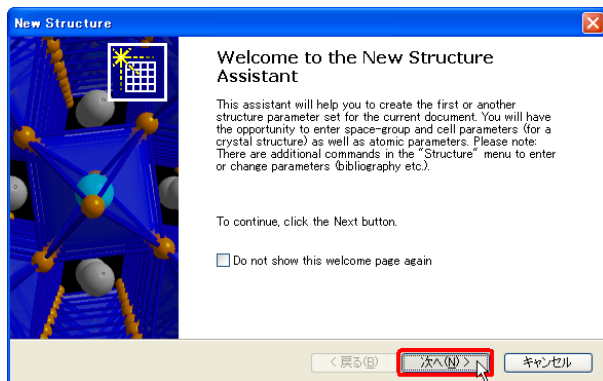 New Structure
Welcome to the New Structure
Assistant
This assistant will help you to create the first or another
structure parameter set for the current document. You will have
the opportunity to enter space-group and cell parameters (for a
crystal structure) as well as atomic parameters. Please note:
There are additional commands in the "Structure" menu to enter
or change parameters (bibliography etc.).
To continue, click the Next button.
Do not show this welcome page again
< 戻る(B)
次へ(N) >
キャンセル